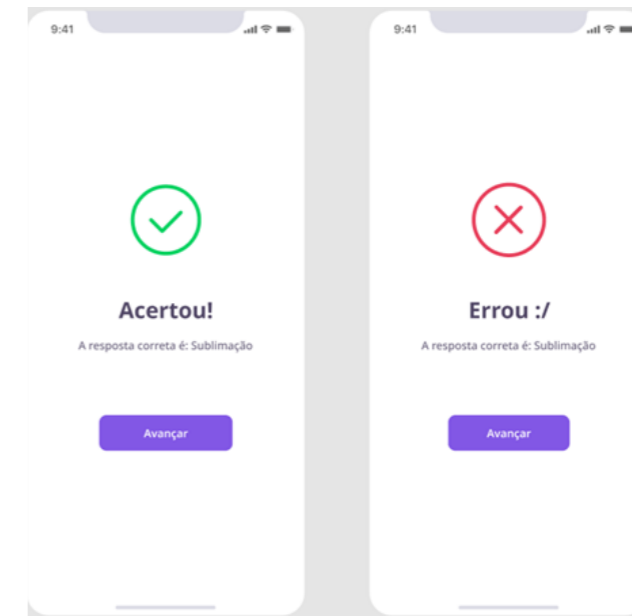 9:41
Acertou!
A resposta correta é: Sublimação
Avançar
9:41
Errou :/
A resposta correta é: Sublimação
Avançar